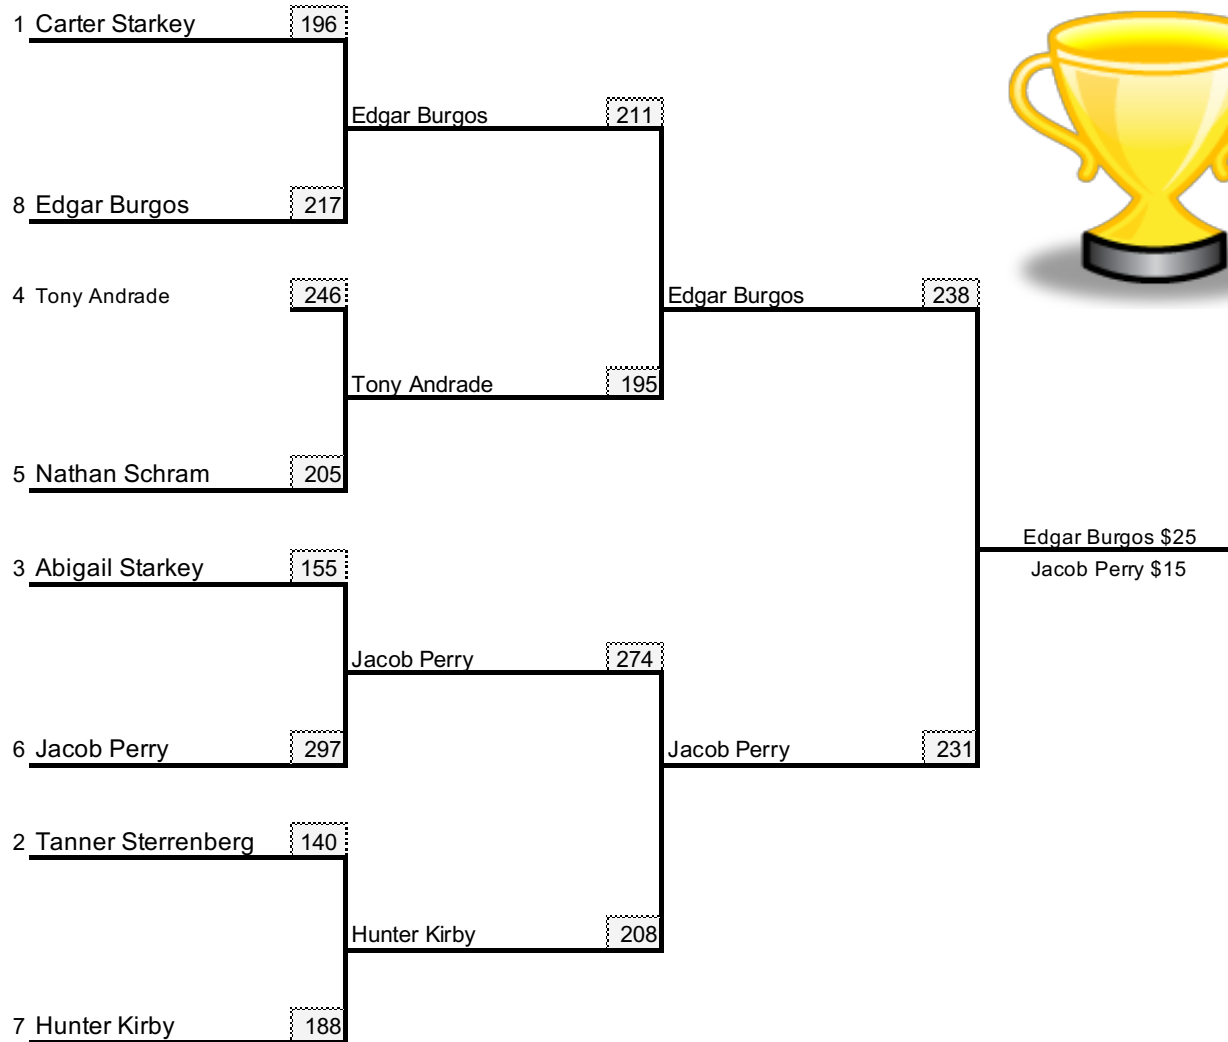 1 Carter Starkey 196
Edgar Burgos 211
8 Edgar Burgos 217
4 Tony Andrade 246
Edgar Burgos 238
Tony Andrade 195
5 Nathan Schram 205
Edgar Burgos $25
3 Abigail Starkey 155
Jacob Perry $15
Jacob Perry 274
6 Jacob Perry 297
Jacob Perry 231
2 Tanner Sterrenberg 140
Hunter Kirby 208
7 Hunter Kirby 188